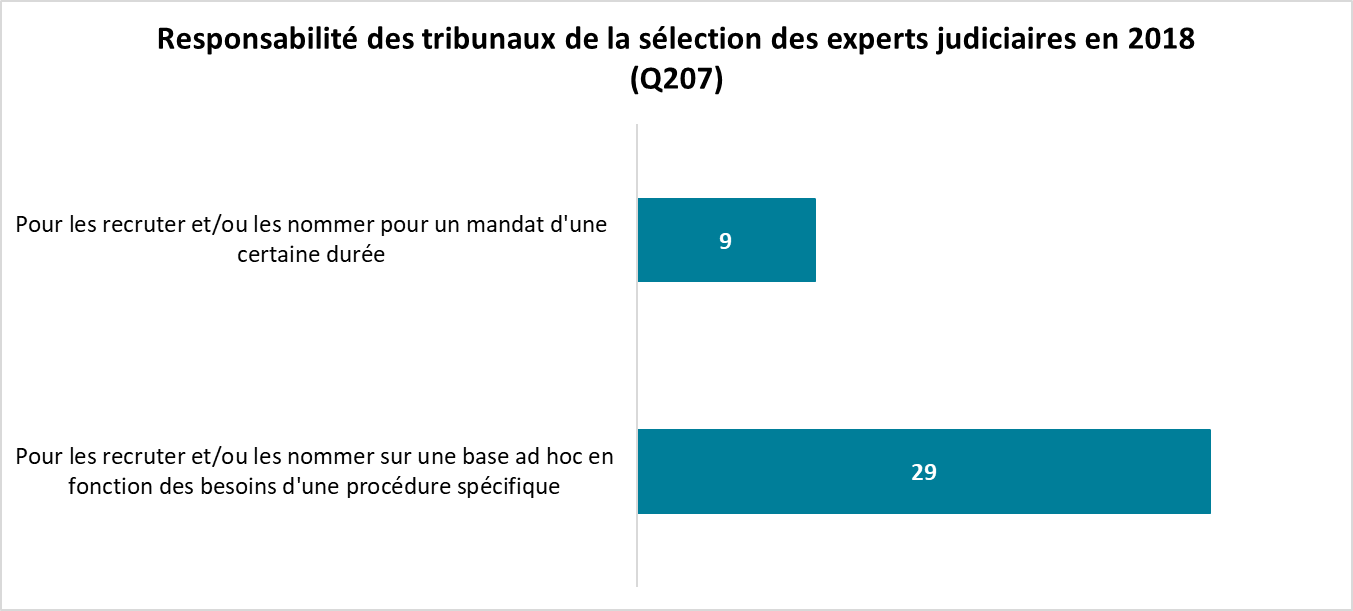 Responsabilité des tribunaux de la sélection des experts judiciaires en 2018
(Q207)
Pour les recruter et/ou les nommer pour un mandat d'une
certaine durée
9
Pour les recruter et/ou les nommer sur une base ad hoc en
fonction des besoins d'une procédure spécifique
29